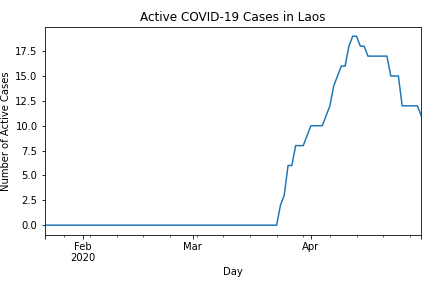 Active COVID-19 Cases in Laos
Number of Active Cases
17.5
15.0
12.5
10.0
7.5
5.0
2.5
0.0
Feb Mar Apr
2020
Day